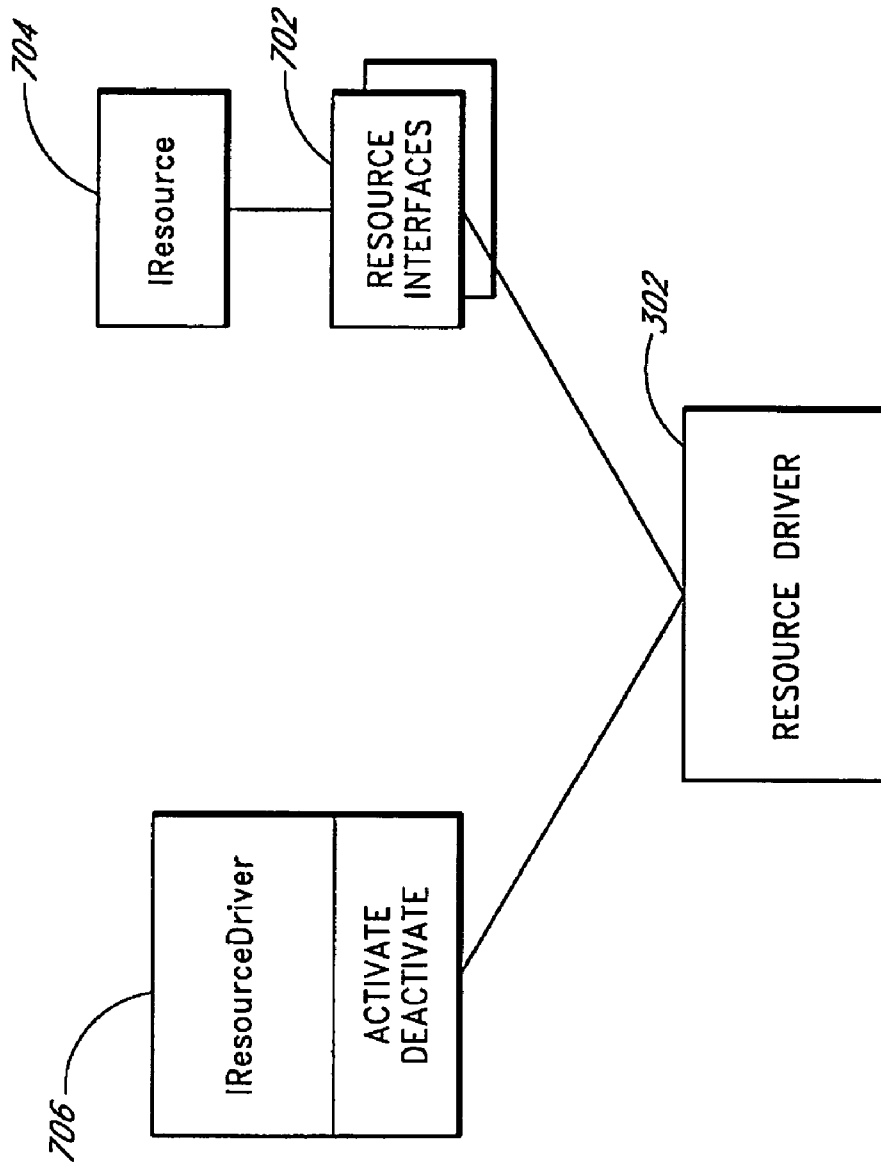 706
IResourceDriver
ACTIVATE
DEACTIVATE
704
IResource
702
RESOURCE
INTERFACES
302
RESOURCE DRIVER